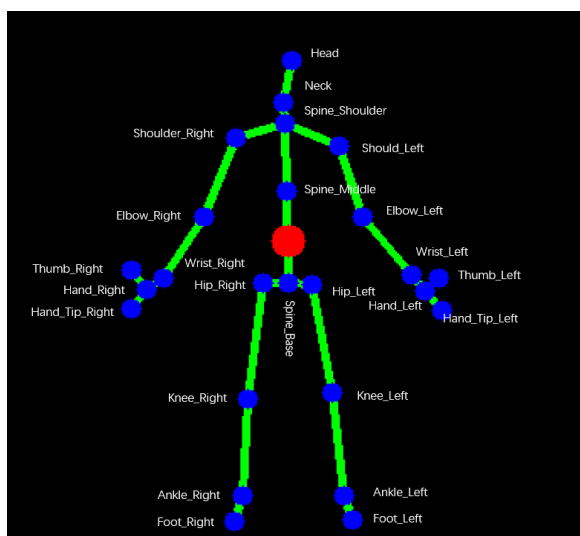 Head
Neck
Spine_Shoulder
Shoulder_Right
Should_Left
Spine_Middle
Elbow_Right
Elbow_Left
Wrist_Left
Wrist_Right
Thumb_Right
Thumb_Left
Hip_Right
Hand_Right
Hip_Left
Hand_Left
Hand_Tip_Right
Hand_Tip_Left
Spine_Base
Knee_Right
Knee_Left
Ankle_Right
Ankle_Left
Foot_Right
Foot_Left